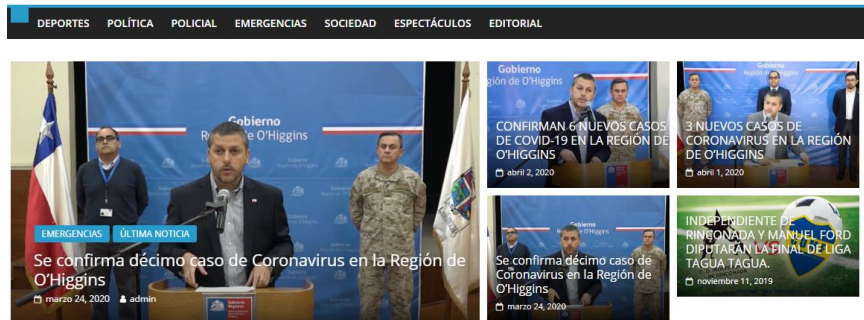 DEPORTES POLÍTICA POLICIAL EMERGENCIAS SOCIEDAD ESPECTÁCULOS EDITORIAL
Gobierno
EMERGENCIAS ÚLTIMA NOTICIA
Se confirma décimo caso de Coronavirus en la Región de
O'Higgins
marzo 24, 2020 admin
Gobierno
CONFIRMAN 6 NUEVOS CASOS
DE COVID-19 EN LA REGIÓN DE
O'HIGGINS
abril 2, 2020
Gobierno
3 NUEVOS CASOS DE
CORONAVIRUS EN LA REGIÓN
DE O'HIGGINS
abril 1, 2020
Se confirma décimo caso de
Coronavirus en la Región de
O'Higgins
marzo 24, 2020
INDEPENDIENTE DE
RINCONADA Y MANUEL FORD
DIPUTARÁN LA FINAL DE LIGA
TAGUA TAGUA.
noviembre 11, 2019